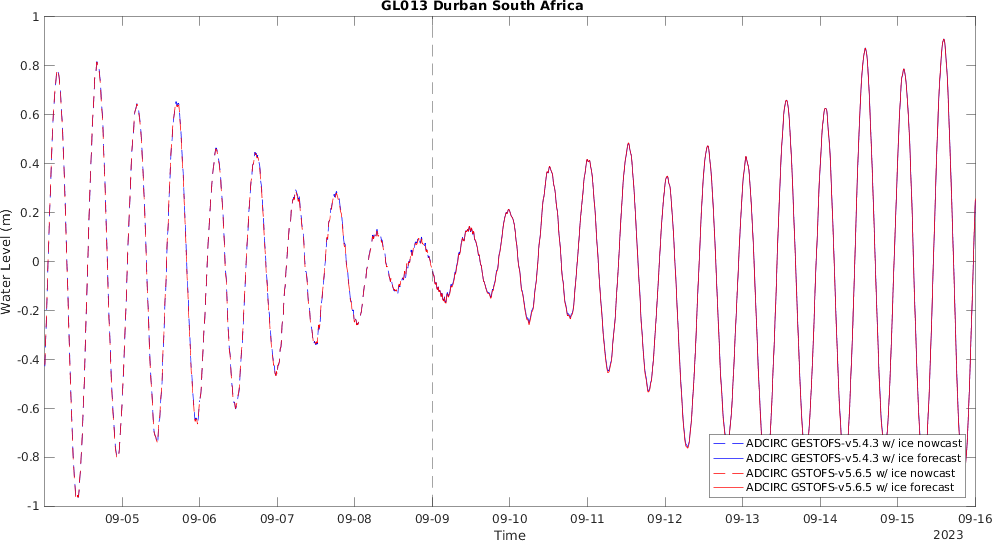 GL013 Durban South Africa
1
0.8
0.6
0.4
0.2
0
-0.2
-0.4
-0.6
-0.8
-1
Water Level (m)
ADCIRC GESTOFS-v5.4.3 w/ ice nowcast
ADCIRC GESTOFS-v5.4.3 w/ ice forecast
ADCIRC GSTOFS-v5.6.5 w/ ice nowcast
ADCIRC GSTOFS-v5.6.5 w/ ice forecast
09-05 09-06 09-07 09-08 09-09 09-10 09-11 09-12 09-13 09-14 09-15 09-16
Time
2023